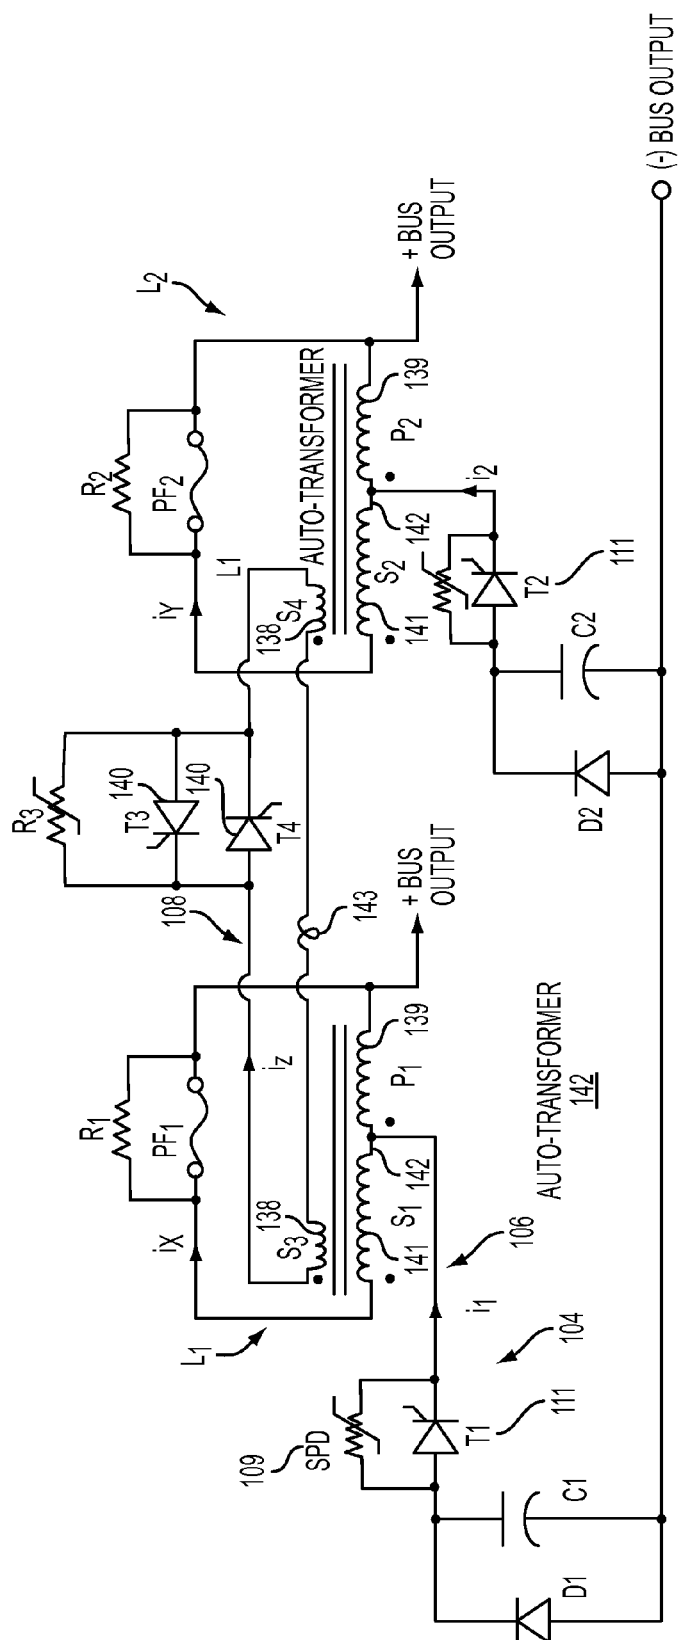 L2
R2
PF2
iY
L1
AUTO-TRANSFORMER
138
S4
139
P2
+ BUS
OUTPUT
142
S2
141
i2
T2
111
C2
D2
(-) BUS OUTPUT
R3
140
T3
140
T4
108
143
+ BUS
OUTPUT
R1
PF1
iX
iZ
138
S3
139
P1
142
S1
141
L1
AUTO-TRANSFORMER
142
106
i1
104
109
SPD
T1
111
C1
D1